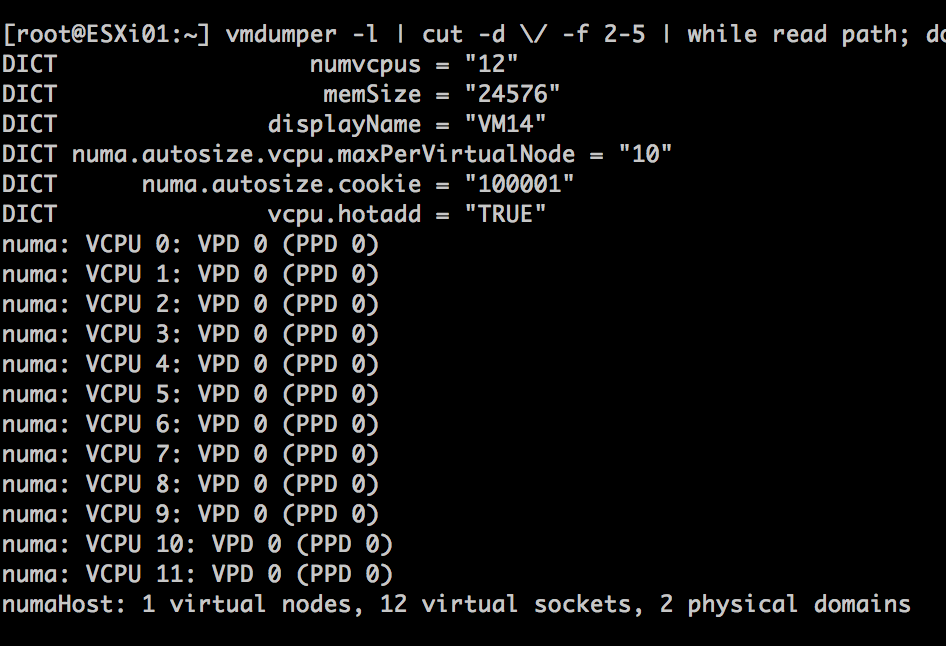 [root@ESXi01:~] vmdumper -l | cut -d \/ -f 2-5 | while read path; do
DICT                  numvcpus = "12"
DICT                   memSize = "24576"
DICT               displayName = "VM14"
DICT numa.autosize.vcpu.maxPerVirtualNode = "10"
DICT      numa.autosize.cookie = "100001"
DICT               vcpu.hotadd = "TRUE"
numa: VCPU 0: VPD 0 (PPD 0)
numa: VCPU 1: VPD 0 (PPD 0)
numa: VCPU 2: VPD 0 (PPD 0)
numa: VCPU 3: VPD 0 (PPD 0)
numa: VCPU 4: VPD 0 (PPD 0)
numa: VCPU 5: VPD 0 (PPD 0)
numa: VCPU 6: VPD 0 (PPD 0)
numa: VCPU 7: VPD 0 (PPD 0)
numa: VCPU 8: VPD 0 (PPD 0)
numa: VCPU 9: VPD 0 (PPD 0)
numa: VCPU 10: VPD 0 (PPD 0)
numa: VCPU 11: VPD 0 (PPD 0)
numaHost: 1 virtual nodes, 12 virtual sockets, 2 physical domains